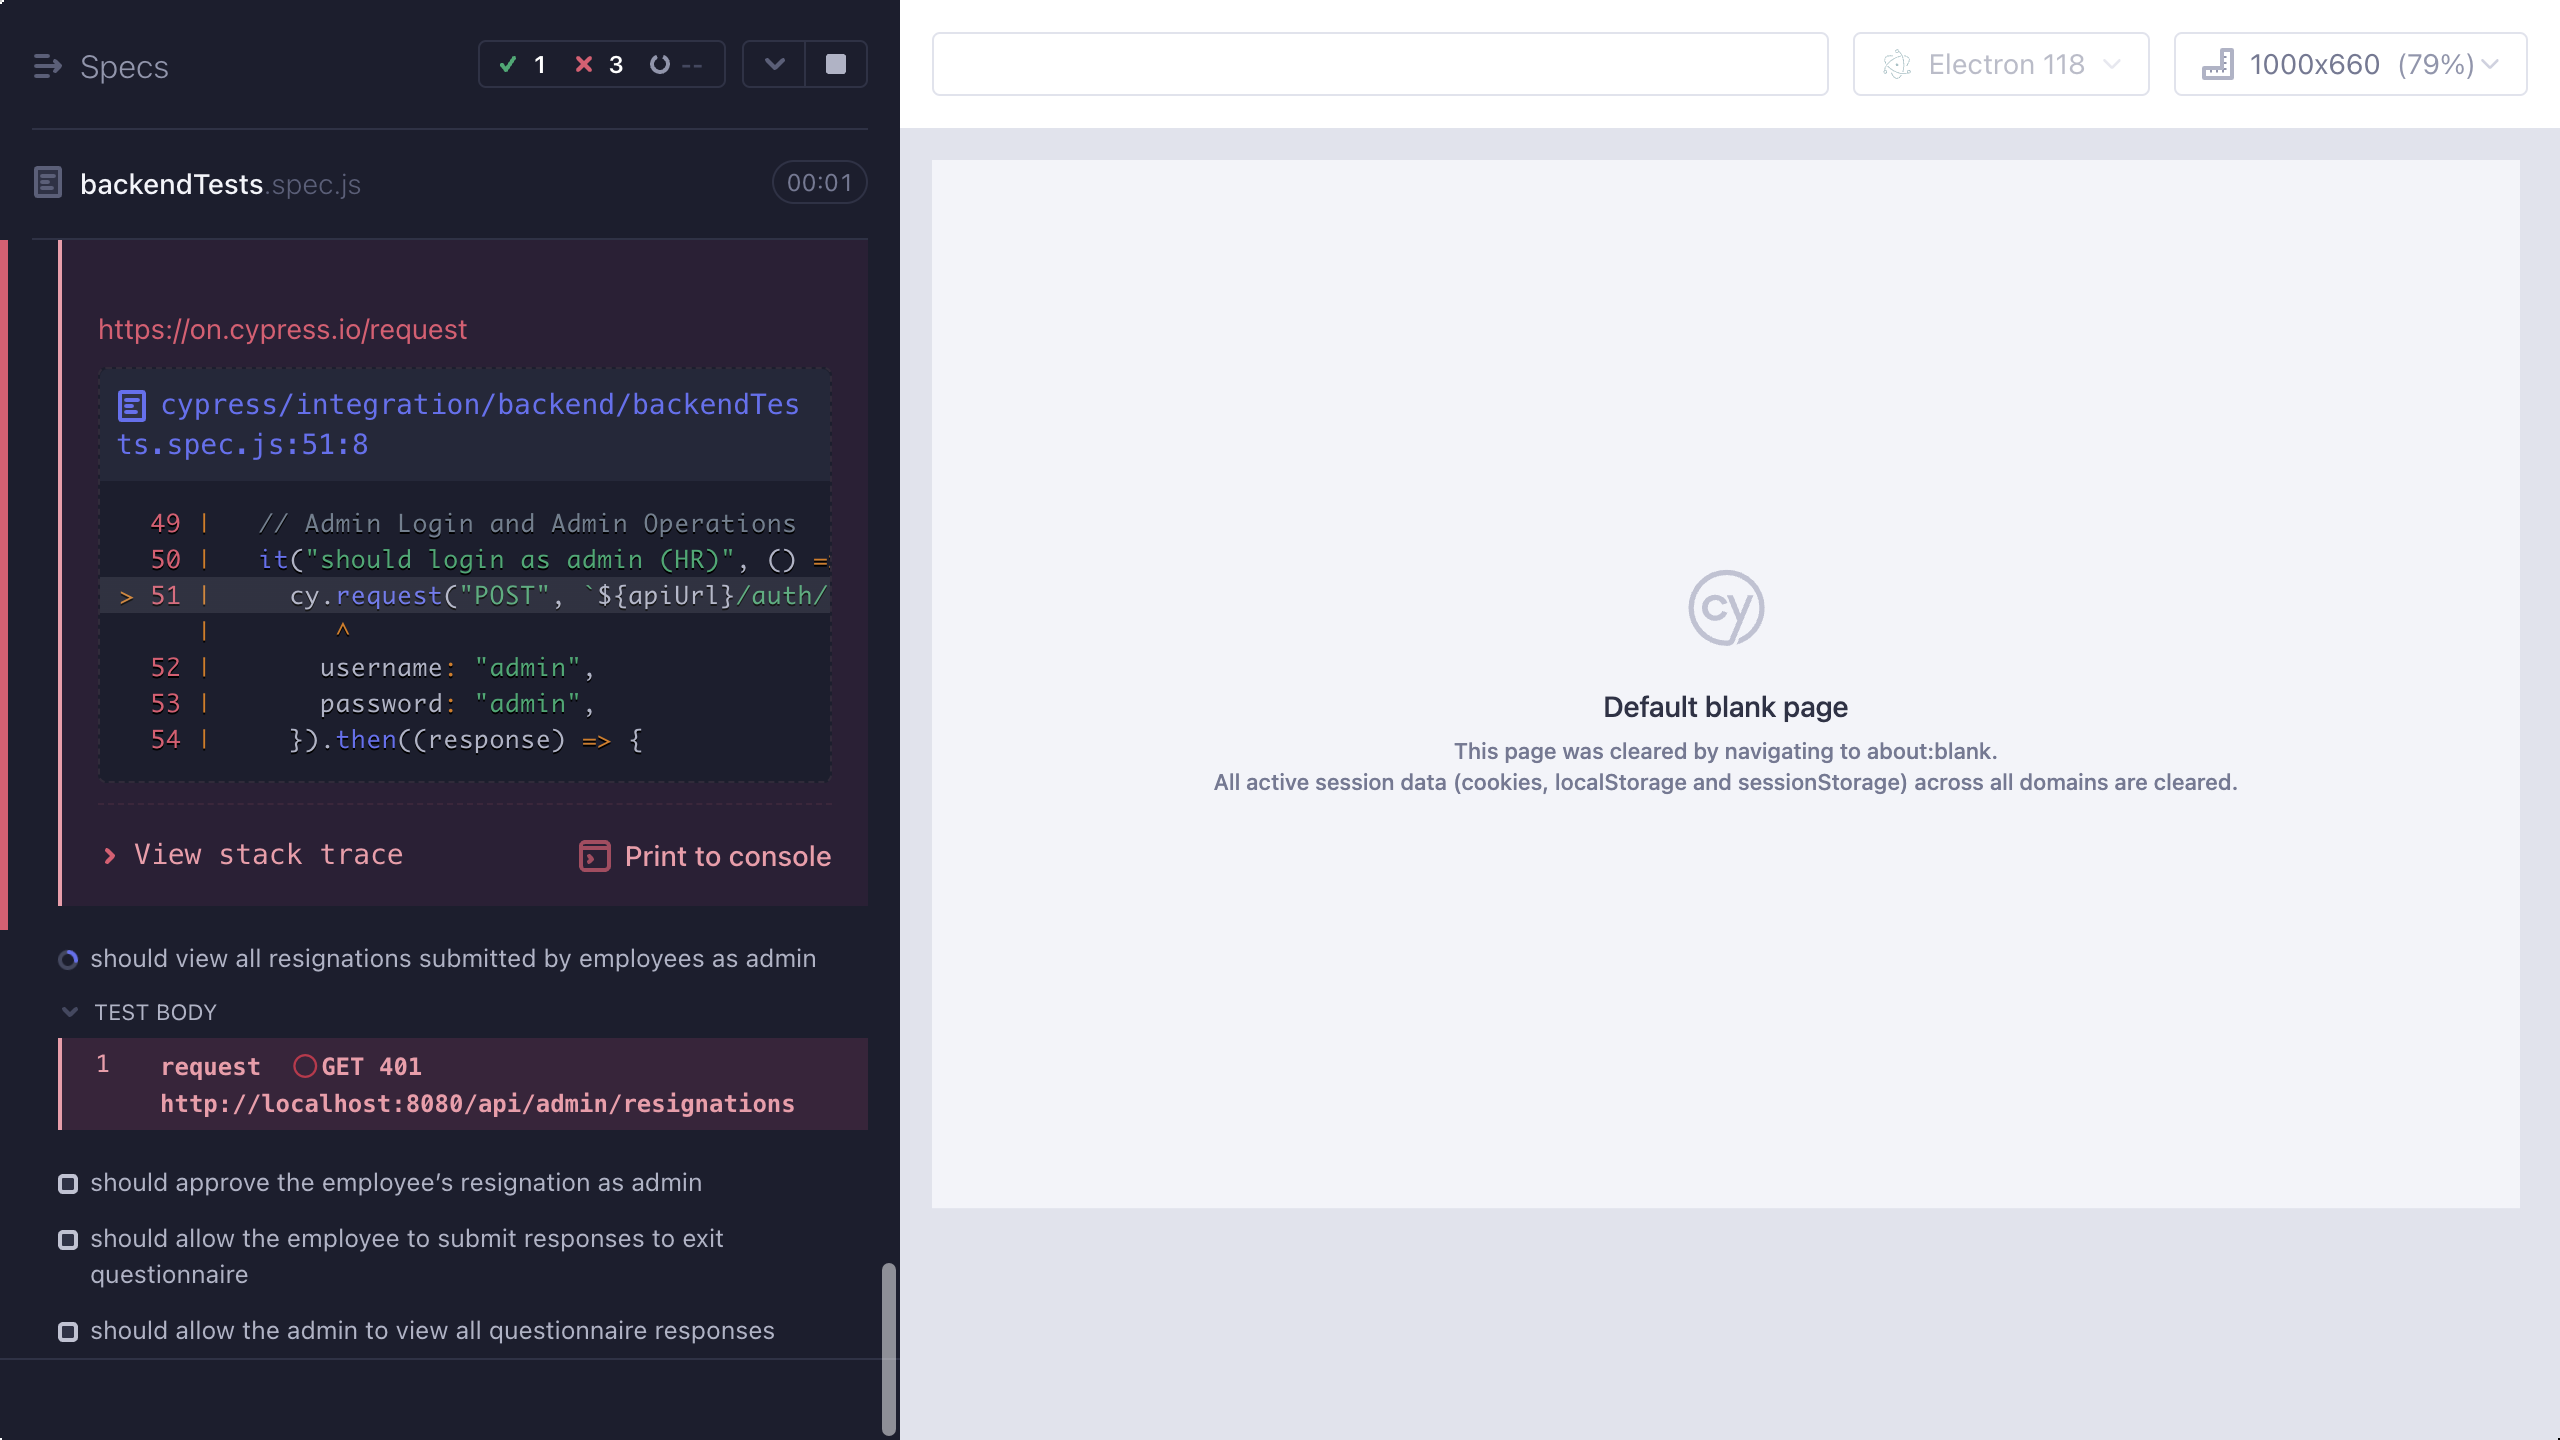 Specs
1 3 --
backendTests.spec.js
00:01
https://on.cypress.io/request
cypress/integration/backend/backendTes
ts.spec.js:51:8
49 | // Admin Login and Admin Operations
50 | it("should login as admin (HR)", () =
> 51 | cy.request("POST", `${apiUrl}/auth/
| ^
52 | username: "admin",
53 | password: "admin",
54 | }).then((response) => {
View stack trace
Print to console
should view all resignations submitted by employees as admin
TEST BODY
1 request GET 401
http://localhost:8080/api/admin/resignations
should approve the employee’s resignation as admin
should allow the employee to submit responses to exit
questionnaire
should allow the admin to view all questionnaire responses
Electron 118
1000x660 (79%)
cy
Default blank page
This page was cleared by navigating to about:blank.
All active session data (cookies, localStorage and sessionStorage) across all domains are cleared.